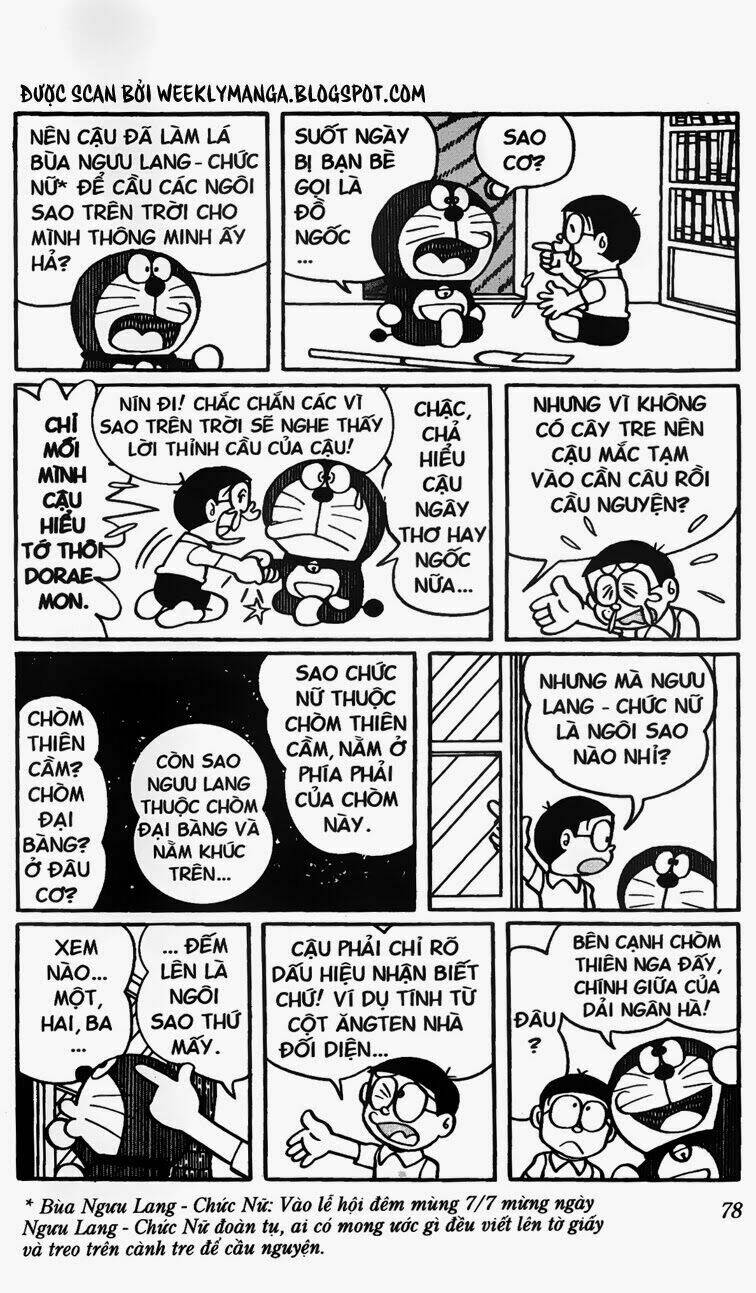 ĐƯỢC SCAN BỞI WEEKLYMANGA.BLOGSPOT.COM
NÊN CẬU ĐÃ LÀM LÁ
BÙA NGƯU LANG - CHỨC
NỮ* ĐỂ CẦU CÁC NGÔI
SAO TRÊN TRỜI CHO
MÌNH THÔNG MINH ẤY
HẢ?
SUỐT NGÀY
BỊ BẠN BÈ
GỌI LÀ
ĐỒ
NGỐC
...
SAO
CƠ?
CHỈ
MỖI
MÌNH
CẬU
HIỂU
TỚ THÔI
DORAE
MON.
NÍN ĐI! CHẮC CHẮN CÁC VÌ
SAO TRÊN TRỜI SẼ NGHE THẤY
LỜI THỈNH CẦU CỦA CẬU!
CHẬC,
CHẢ
HIỂU
CẬU
NGÂY
THƠ HAY
NGỐC
NỮA...
NHƯNG VÌ KHÔNG
CÓ CÂY TRE NÊN
CẬU MẮC TẠM
VÀO CẦN CÂU RỒI
CẦU NGUYỆN?
CHÒM
THIÊN
CẦM?
CHÒM
ĐẠI
BÀNG?
Ở ĐÂU
CƠ?
CÒN SAO
NGƯU LANG
THUỘC CHÒM
ĐẠI BÀNG VÀ
NẰM KHÚC
TRÊN...
SAO CHỨC
NỮ THUỘC
CHÒM THIÊN
CẦM, NẰM Ở
PHÍA PHẢI
CỦA CHÒM
NÀY.
NHƯNG MÀ NGƯU
LANG - CHỨC NỮ
LÀ NGÔI SAO
NÀO NHỈ?
XEM
NÀO...
MỘT,
HAI, BA
...
... ĐẾM
LÊN LÀ
NGÔI
SAO THỨ
MẤY.
CẬU PHẢI CHỈ RÕ
DẤU HIỆU NHẬN BIẾT
CHỨ! VÍ DỤ TÍNH TỪ
CỘT ĂNGTEN NHÀ
ĐỐI DIỆN...
ĐÂU
?
BÊN CẠNH CHÒM
THIÊN NGA ĐẤY,
CHÍNH GIỮA CỦA
DẢI NGÂN HÀ!
* Bùa Ngưu Lang - Chức Nữ: Vào lễ hội đêm mùng 7/7 mừng ngày
Ngưu Lang - Chức Nữ đoàn tụ, ai có mong ước gì đều viết lên tờ giấy
và treo trên cành tre để cầu nguyện.
78